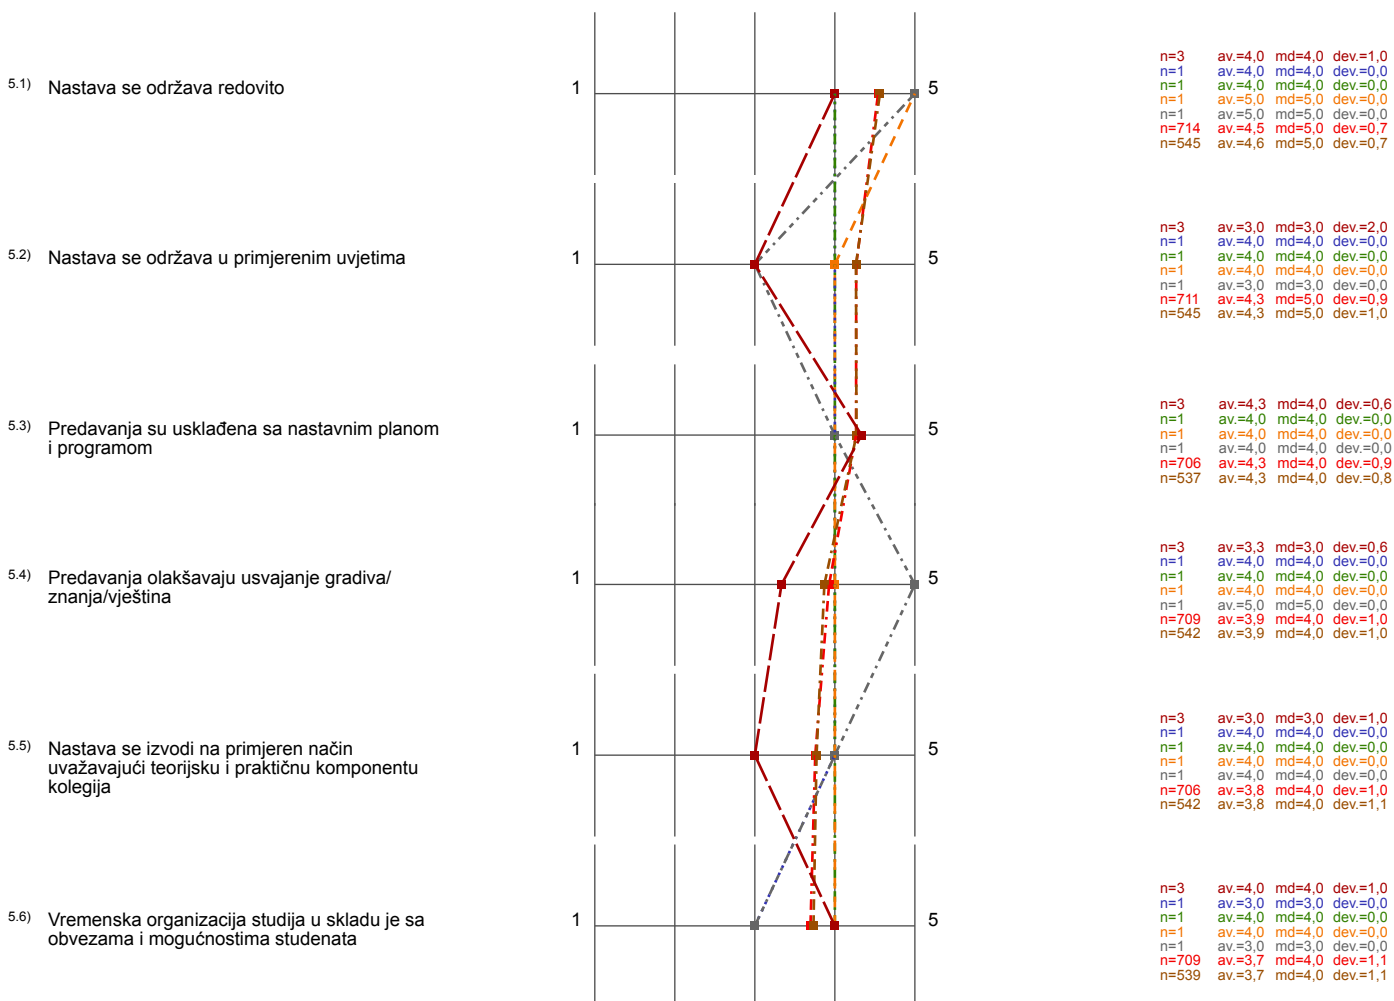 5.1) Nastava se održava redovito
1
5
n=3 av.=4,0 md=4,0 dev.=1,0
n=1 av.=4,0 md=4,0 dev.=0,0
n=1 av.=4,0 md=4,0 dev.=0,0
n=1 av.=5,0 md=5,0 dev.=0,0
n=1 av.=5,0 md=5,0 dev.=0,0
n=714 av.=4,5 md=5,0 dev.=0,7
n=545 av.=4,6 md=5,0 dev.=0,7
5.2) Nastava se održava u primjerenim uvjetima
1
5
n=3 av.=3,0 md=3,0 dev.=2,0
n=1 av.=4,0 md=4,0 dev.=0,0
n=1 av.=4,0 md=4,0 dev.=0,0
n=1 av.=4,0 md=4,0 dev.=0,0
n=1 av.=3,0 md=3,0 dev.=0,0
n=711 av.=4,3 md=5,0 dev.=0,9
n=545 av.=4,3 md=5,0 dev.=1,0
5.3) Predavanja su usklađena sa nastavnim planom
i programom
1
5
n=3 av.=4,3 md=4,0 dev.=0,6
n=1 av.=4,0 md=4,0 dev.=0,0
n=1 av.=4,0 md=4,0 dev.=0,0
n=1 av.=4,0 md=4,0 dev.=0,0
n=706 av.=4,3 md=4,0 dev.=0,9
n=537 av.=4,3 md=4,0 dev.=0,8
5.4) Predavanja olakšavaju usvajanje gradiva/
znanja/vještina
1
5
n=3 av.=3,3 md=3,0 dev.=0,6
n=1 av.=4,0 md=4,0 dev.=0,0
n=1 av.=4,0 md=4,0 dev.=0,0
n=1 av.=4,0 md=4,0 dev.=0,0
n=1 av.=5,0 md=5,0 dev.=0,0
n=709 av.=3,9 md=4,0 dev.=1,0
n=542 av.=3,9 md=4,0 dev.=1,0
5.5) Nastava se izvodi na primjeren način
uvažavajući teorijsku i praktičnu komponentu
kolegija
1
5
n=3 av.=3,0 md=3,0 dev.=1,0
n=1 av.=4,0 md=4,0 dev.=0,0
n=1 av.=4,0 md=4,0 dev.=0,0
n=1 av.=4,0 md=4,0 dev.=0,0
n=1 av.=4,0 md=4,0 dev.=0,0
n=706 av.=3,8 md=4,0 dev.=1,0
n=542 av.=3,8 md=4,0 dev.=1,1
5.6) Vremenska organizacija studija u skladu je sa
obvezama i mogućnostima studenata
1
5
n=3 av.=4,0 md=4,0 dev.=1,0
n=1 av.=3,0 md=3,0 dev.=0,0
n=1 av.=4,0 md=4,0 dev.=0,0
n=1 av.=4,0 md=4,0 dev.=0,0
n=1 av.=3,0 md=3,0 dev.=0,0
n=709 av.=3,7 md=4,0 dev.=1,1
n=539 av.=3,7 md=4,0 dev.=1,1